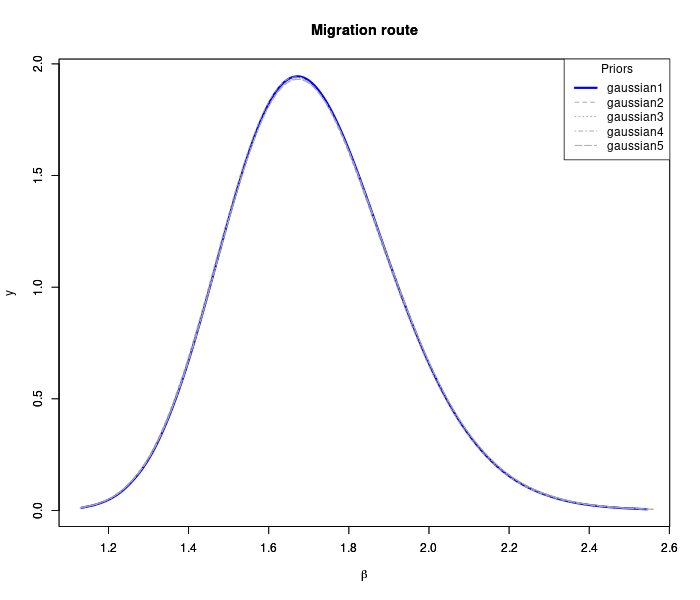 Migration route
Priors
gaussian1
gaussian2
gaussian3
gaussian4
gaussian5
2.0
1.5
1.0
0.5
0.0
y
1.2 1.4 1.6 1.8 2.0 2.2 2.4 2.6
β